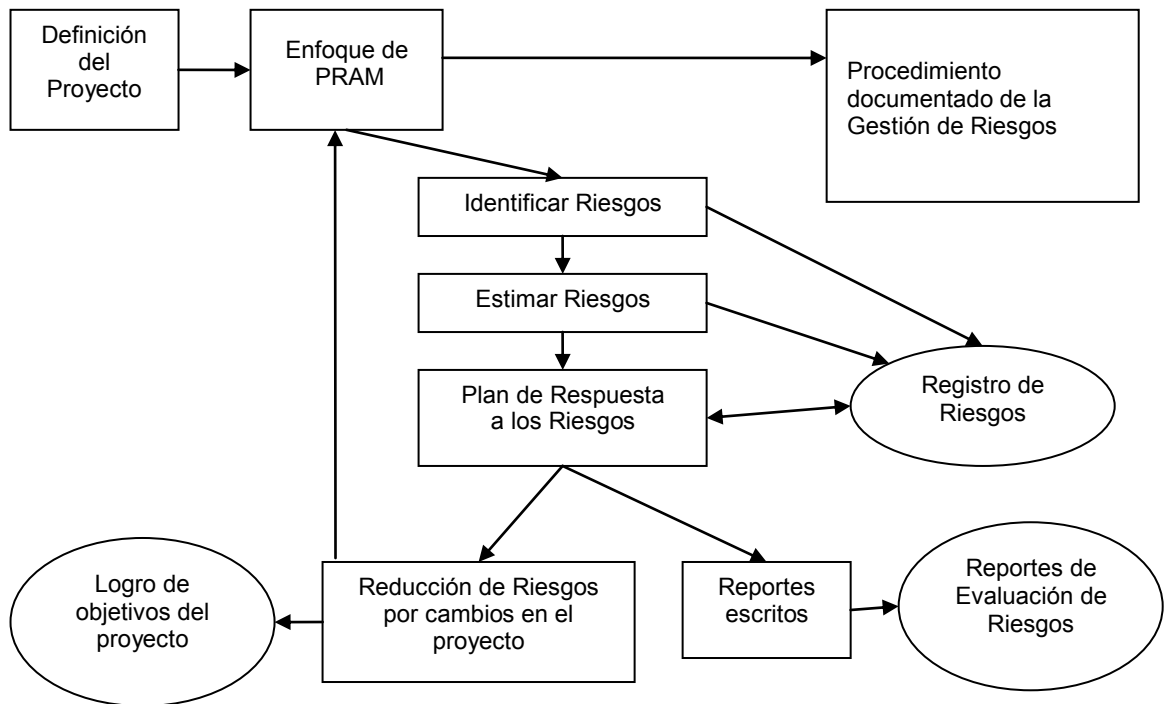 Definición
del
Proyecto
Enfoque de
PRAM
Procedimiento
documentado de la
Gestión de Riesgos
Identificar Riesgos
Estimar Riesgos
Plan de Respuesta
a los Riesgos
Registro de
Riesgos
Logro de
objetivos del
proyecto
Reducción de Riesgos
por cambios en el
proyecto
Reportes
escritos
Reportes de
Evaluación de
Riesgos